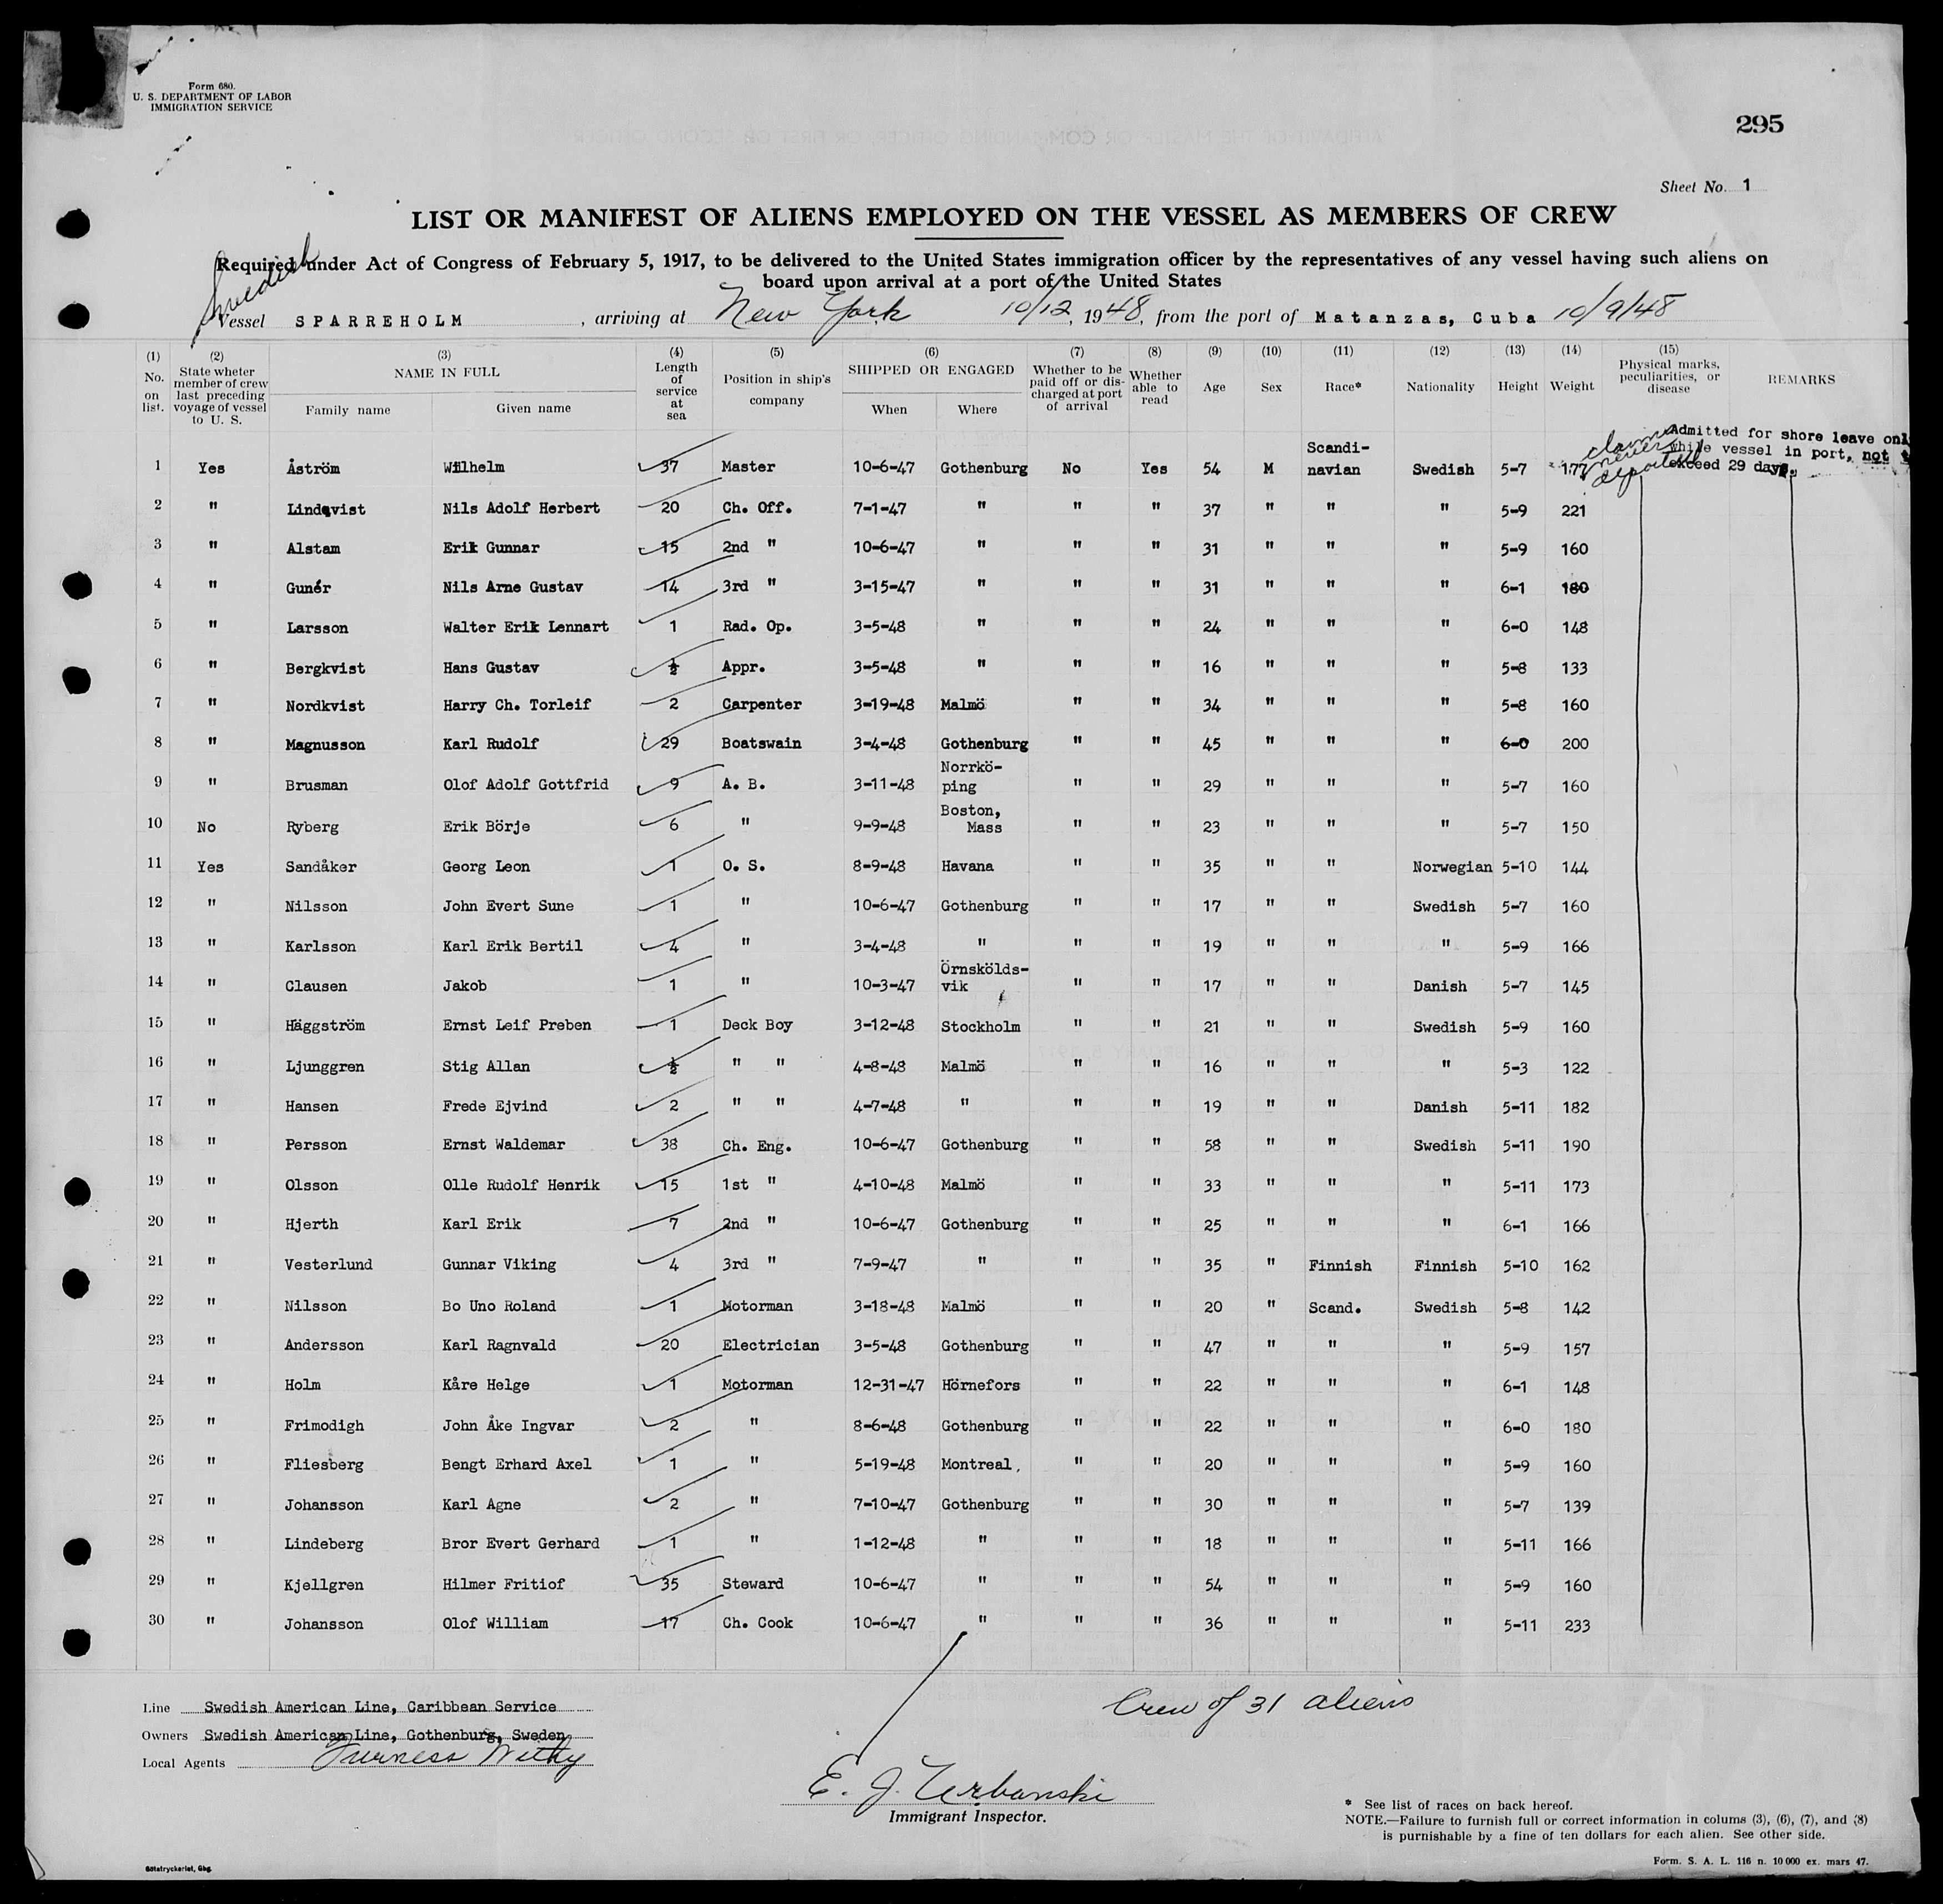 Form 680.
U. S. DEPARTMENT OF LABOR
IMMIGRATION SERVICE
295
Sheet No. 1
LIST OR MANIFEST OF ALIENS EMPLOYED ON THE VESSEL AS MEMBERS OF CREW
Swedish
Required under Act of Congress of February 5, 1917, to be delivered to the United States immigration officer by the representatives of any vessel having such aliens on
board upon arrival at a port of the United States
Vessel SPARREHOLM, arriving at New York 10/12, 1948, from the port of Matanzas, Cuba 10/9/48
(1) No. on list. (2) State wheter member of crew last preceding voyage of vessel to U. S. (3) NAME IN FULL Family name Given name (4) Length of service at sea (5) Position in ship's company (6) SHIPPED OR ENGAGED When Where (7) Whether to be paid off or discharged at port of arrival (8) Whether able to read (9) Age (10) Sex (11) Race* (12) Nationality (13) Height (14) Weight (15) Physical marks, peculiarities, or disease REMARKS
claims never deported
Admitted for shore leave only
while vessel in port, not t
exceed 29 days.
1 Yes Åström Wilhelm 37 Master 10-6-47 Gothenburg No Yes 54 M Scandi-navian Swedish 5-7 177
2 " Lindqvist Nils Adolf Herbert 20 Ch. Off. 7-1-47 " " " 37 " " " 5-9 221
3 " Alstam Erik Gunnar 15 2nd " 10-6-47 " " " 31 " " " 5-9 160
4 " Gunér Nils Arne Gustav 14 3rd " 3-15-47 " " " 31 " " " 6-1 180
5 " Larsson Walter Erik Lennart 1 Rad. Op. 3-5-48 " " " 24 " " " 6-0 148
6 " Bergkvist Hans Gustav ½ Appr. 3-5-48 " " " 16 " " " 5-8 133
7 " Nordkvist Harry Ch. Torleif 2 Carpenter 3-19-48 Malmö " " 34 " " " 5-8 160
8 " Magnusson Karl Rudolf 29 Boatswain 3-4-48 Gothenburg " " 45 " " " 6-0 200
9 " Brusman Olof Adolf Gottfrid 9 A. B. 3-11-48 Norrkö-ping " " 29 " " " 5-7 160
10 No Ryberg Erik Börje 6 " 9-9-48 Boston, Mass " " 23 " " " 5-7 150
11 Yes Sandåker Georg Leon 1 O. S. 8-9-48 Havana " " 35 " " Norwegian 5-10 144
12 " Nilsson John Evert Sune 1 " 10-6-47 Gothenburg " " 17 " " Swedish 5-7 160
13 " Karlsson Karl Erik Bertil 4 " 3-4-48 " " " 19 " " " 5-9 166
14 " Clausen Jakob 1 " 10-3-47 Örnskölds-vik " " 17 " " Danish 5-7 145
15 " Häggström Ernst Leif Preben 1 Deck Boy 3-12-48 Stockholm " " 21 " " Swedish 5-9 160
16 " Ljunggren Stig Allan ½ " " 4-8-48 Malmö " " 16 " " " 5-3 122
17 " Hansen Frede Ejvind 2 " " 4-7-48 " " " 19 " " Danish 5-11 182
18 " Persson Ernst Waldemar 38 Ch. Eng. 10-6-47 Gothenburg " " 58 " " Swedish 5-11 190
19 " Olsson Olle Rudolf Henrik 15 1st " 4-10-48 Malmö " " 33 " " " 5-11 173
20 " Hjerth Karl Erik 7 2nd " 10-6-47 Gothenburg " " 25 " " " 6-1 166
21 " Vesterlund Gunnar Viking 4 3rd " 7-9-47 " " " 35 " Finnish Finnish 5-10 162
22 " Nilsson Bo Uno Roland 1 Motorman 3-18-48 Malmö " " 20 " Scand. Swedish 5-8 142
23 " Andersson Karl Ragnvald 20 Electrician 3-5-48 Gothenburg " " 47 " " " 5-9 157
24 " Holm Kåre Helge 1 Motorman 12-31-47 Hörnefors " " 22 " " " 6-1 148
25 " Frimodigh John Åke Ingvar 2 " 8-6-48 Gothenburg " " 22 " " " 6-0 180
26 " Fliesberg Bengt Erhard Axel 1 " 5-19-48 Montreal, " " 20 " " " 5-9 160
27 " Johansson Karl Agne 2 " 7-10-47 Gothenburg " " 30 " " " 5-7 139
28 " Lindeberg Bror Evert Gerhard 1 " 1-12-48 " " " 18 " " " 5-11 166
29 " Kjellgren Hilmer Fritiof 35 Steward 10-6-47 " " " 54 " " " 5-9 160
30 " Johansson Olof William 17 Ch. Cook 10-6-47 " " " 36 " " " 5-11 233
Line Swedish American Line, Caribbean Service
Owners Swedish American Line, Gothenburg, Sweden
Local Agents Furness Withy
Crew of 31 aliens
E. J. Urbanski
Immigrant Inspector.
* See list of races on back hereof.
NOTE.—Failure to furnish full or correct information in colums (3), (6), (7), and (8)
is purnishable by a fine of ten dollars for each alien. See other side.
Götatryckeriet, Gbg.
Form. S. A. L. 116 n. 10 000 ex. mars 47.